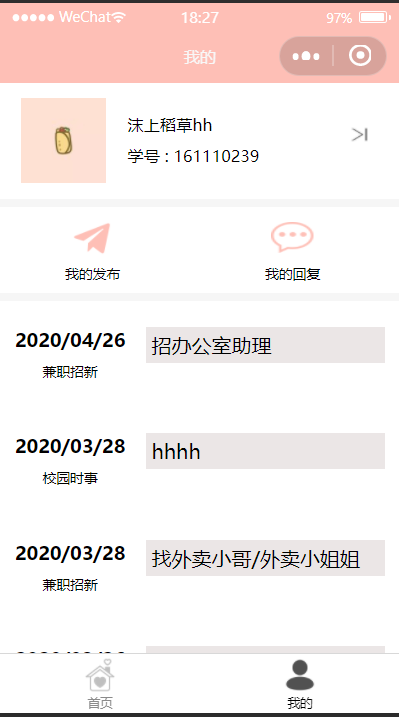 ●●●●● WeChat 18:27 97%
我的
沫上稻草hh
学号 : 161110239
我的发布 我的回复
2020/04/26 招办公室助理
兼职招新
2020/03/28 hhhh
校园时事
2020/03/28 找外卖小哥/外卖小姐姐
兼职招新
首页 我的